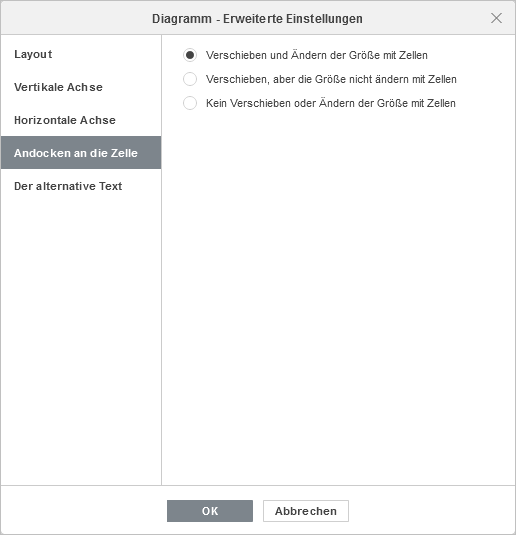 Diagramm - Erweiterte Einstellungen
Layout
Vertikale Achse
Horizontale Achse
Andocken an die Zelle
Der alternative Text
Verschieben und Ändern der Größe mit Zellen
Verschieben, aber die Größe nicht ändern mit Zellen
Kein Verschieben oder Ändern der Größe mit Zellen
OK
Abbrechen